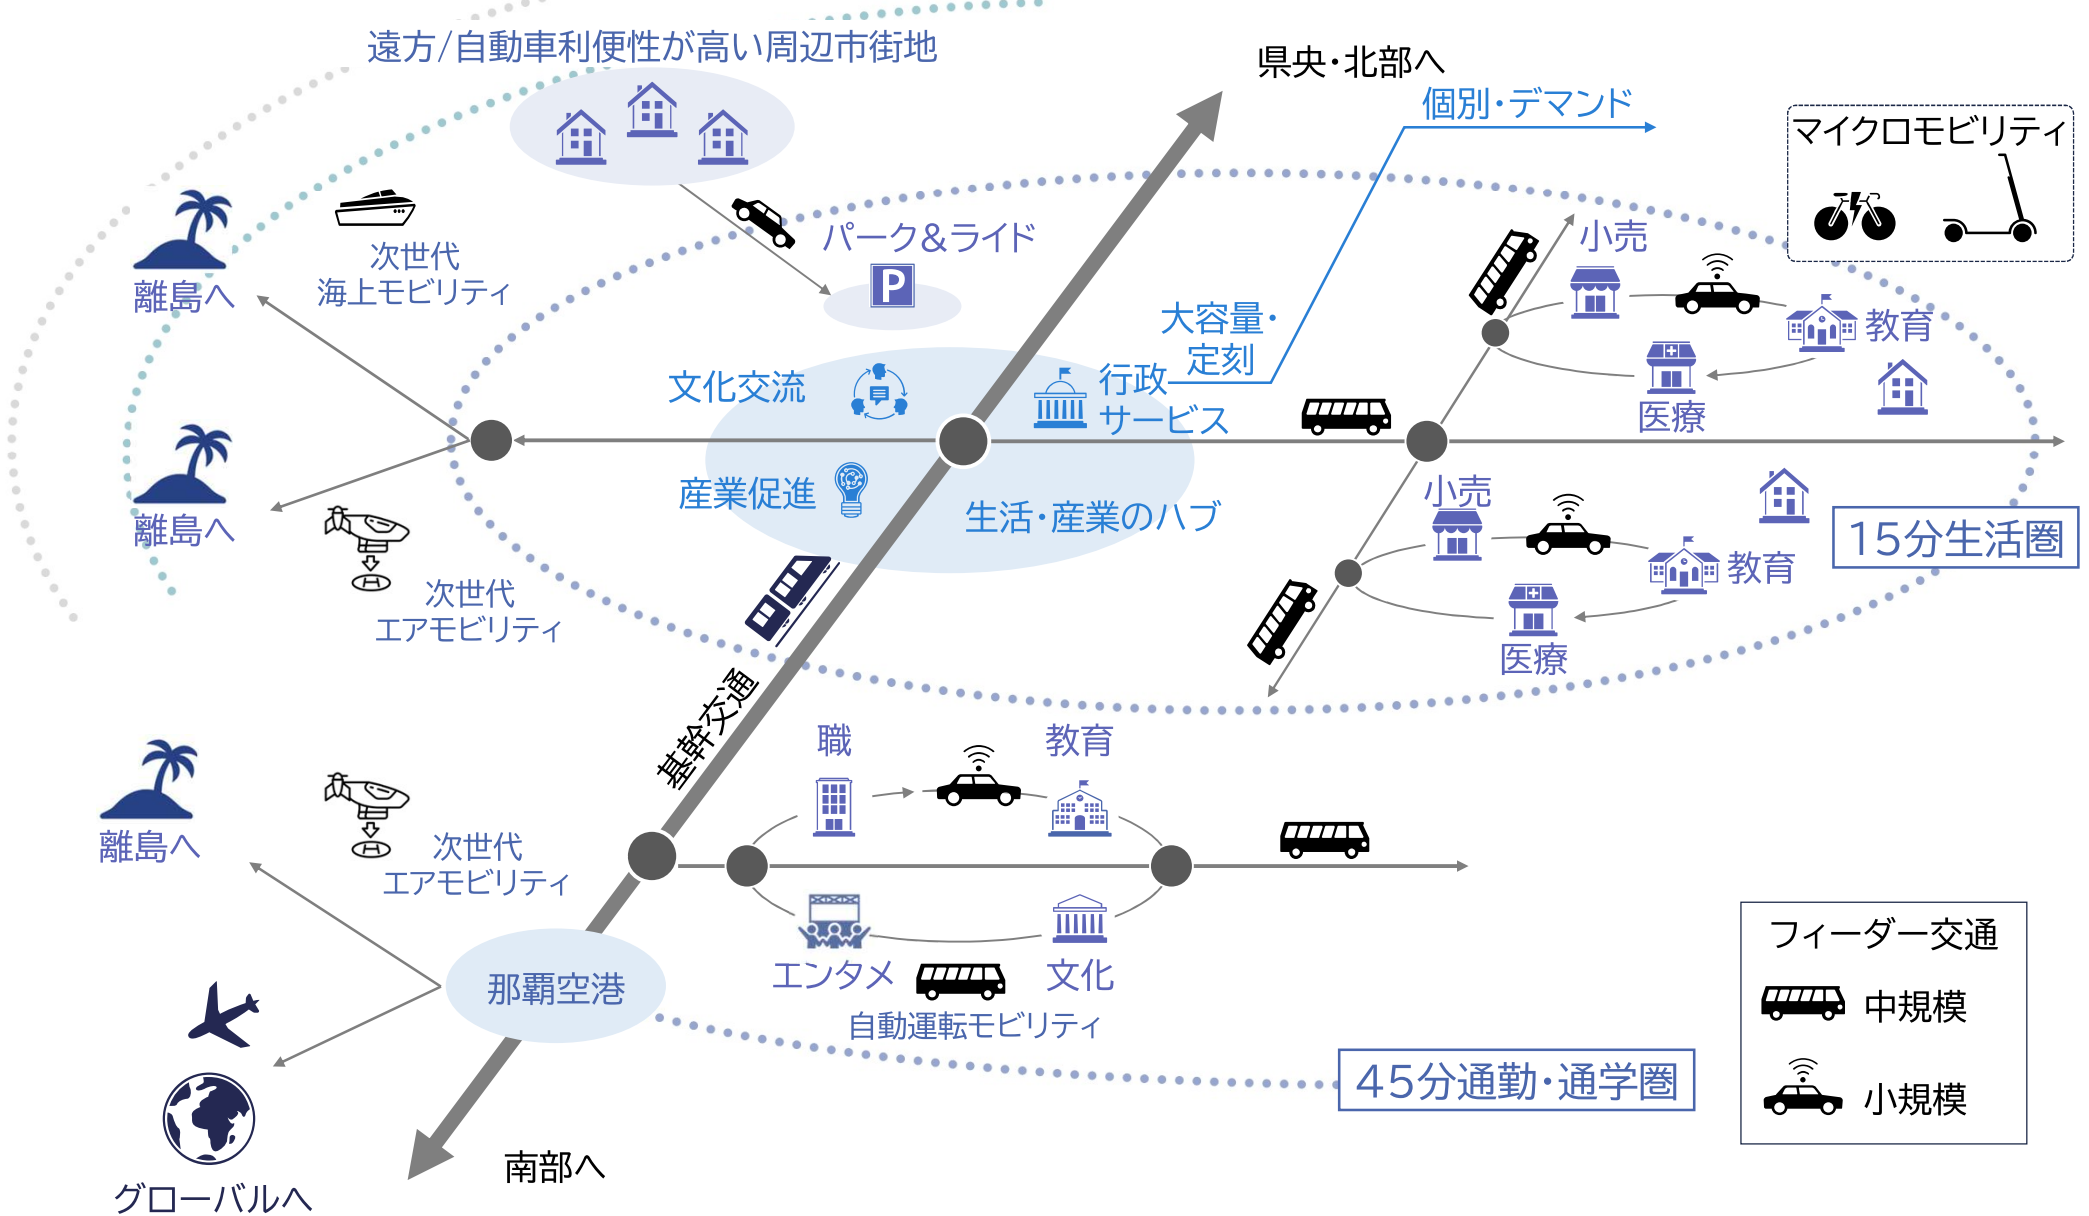 遠方/自動車利便性が高い周辺市街地
県央・北部へ
個別・デマンド
マイクロモビリティ
次世代
海上モビリティ
離島へ
パーク&ライド
P
大容量・
定刻
小売
教育
医療
文化交流
行政
サービス
産業促進
生活・産業のハブ
離島へ
次世代
エアモビリティ
小売
教育
医療
15分生活圏
基幹交通
職
教育
離島へ
次世代
エアモビリティ
エンタメ
文化
自動運転モビリティ
那覇空港
45分通勤・通学圏
フィーダー交通
中規模
小規模
南部へ
グローバルへ